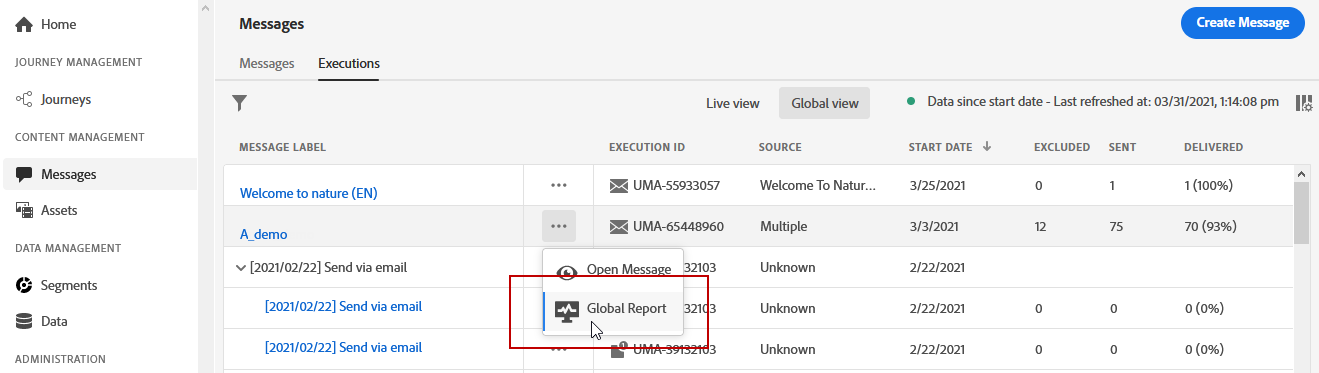 Home
JOURNEY MANAGEMENT
Journeys
CONTENT MANAGEMENT
Messages
Assets
DATA MANAGEMENT
Segments
Data
ADMINISTRATION
Messages
Create Message
Messages Executions
Live view Global view Data since start date - Last refreshed at: 03/31/2021, 1:14:08 pm
MESSAGE LABEL EXECUTION ID SOURCE START DATE EXCLUDED SENT DELIVERED
Welcome to nature (EN) ... UMA-55933057 Welcome To Natur... 3/25/2021 0 1 1 (100%)
A_demo ... UMA-65448960 Multiple 3/3/2021 12 75 70 (93%)
[2021/02/22] Send via email Unknown 2/22/2021
Open Message
[2021/02/22] Send via email Unknown 2/22/2021 0 0 0 (0%)
Global Report
[2021/02/22] Send via email ... UMA-39132103 Unknown 2/22/2021 0 0 0 (0%)